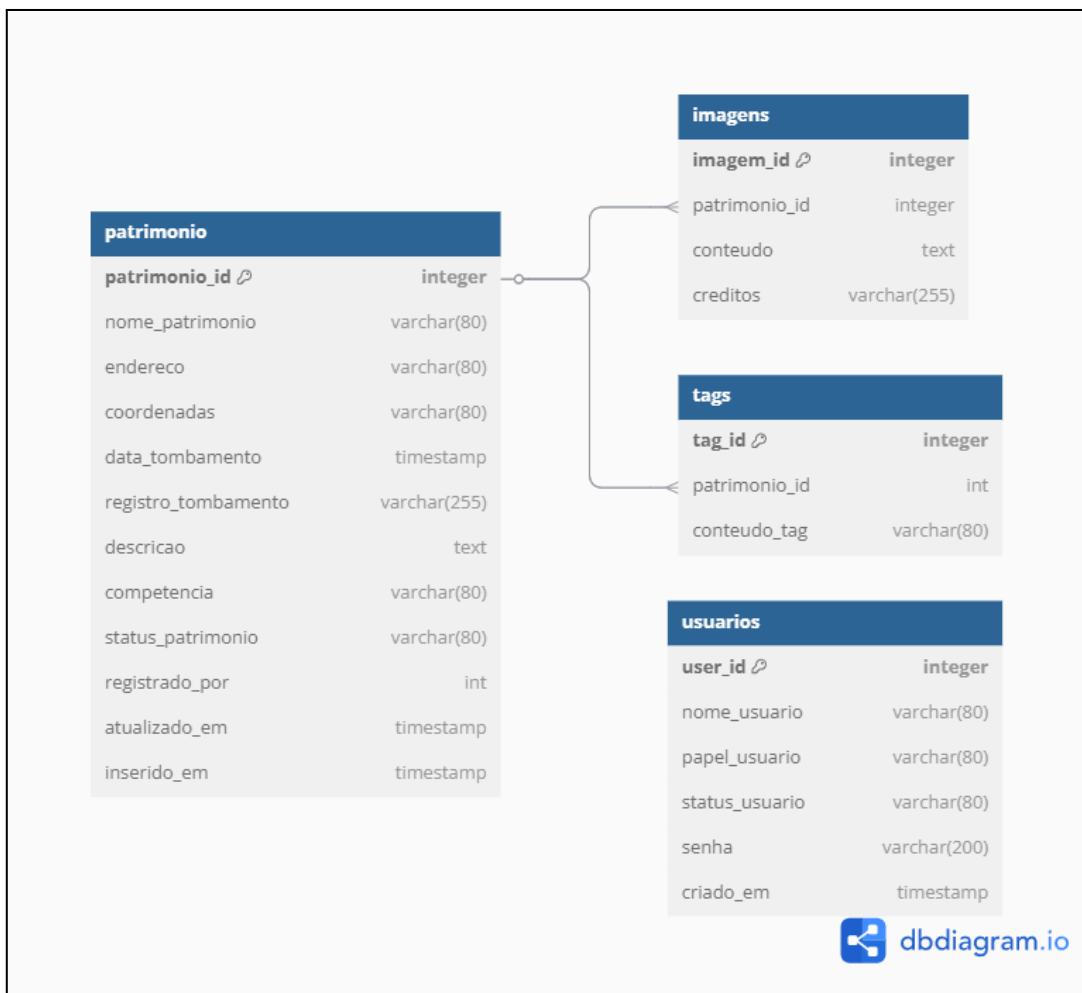 patrimonio
patrimonio_id integer
nome_patrimonio varchar(80)
endereco varchar(80)
coordenadas varchar(80)
data_tombamento timestamp
registro_tombamento varchar(255)
descricao text
competencia varchar(80)
status_patrimonio varchar(80)
registrado_por int
atualizado_em timestamp
inserido_em timestamp
imagens
imagem_id integer
patrimonio_id integer
conteudo text
creditos varchar(255)
tags
tag_id integer
patrimonio_id int
conteudo_tag varchar(80)
usuarios
user_id integer
nome_usuario varchar(80)
papel_usuario varchar(80)
status_usuario varchar(80)
senha varchar(200)
criado_em timestamp
dbdiagram.io